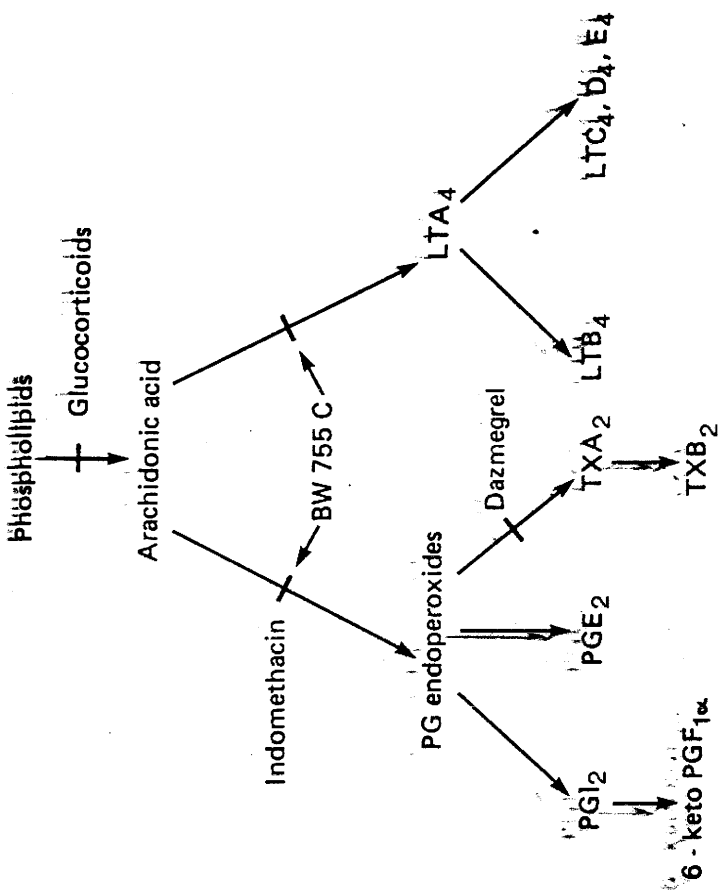 Phospholipids
Glucocorticoids
Arachidonic acid
Indomethacin
BW 755 C
PG endoperoxides
LTA4
Dazmegrel
PGI2
PGE2
TXA2
LTB4
LTC4, D4, E4
6 - keto PGF1α
TXB2